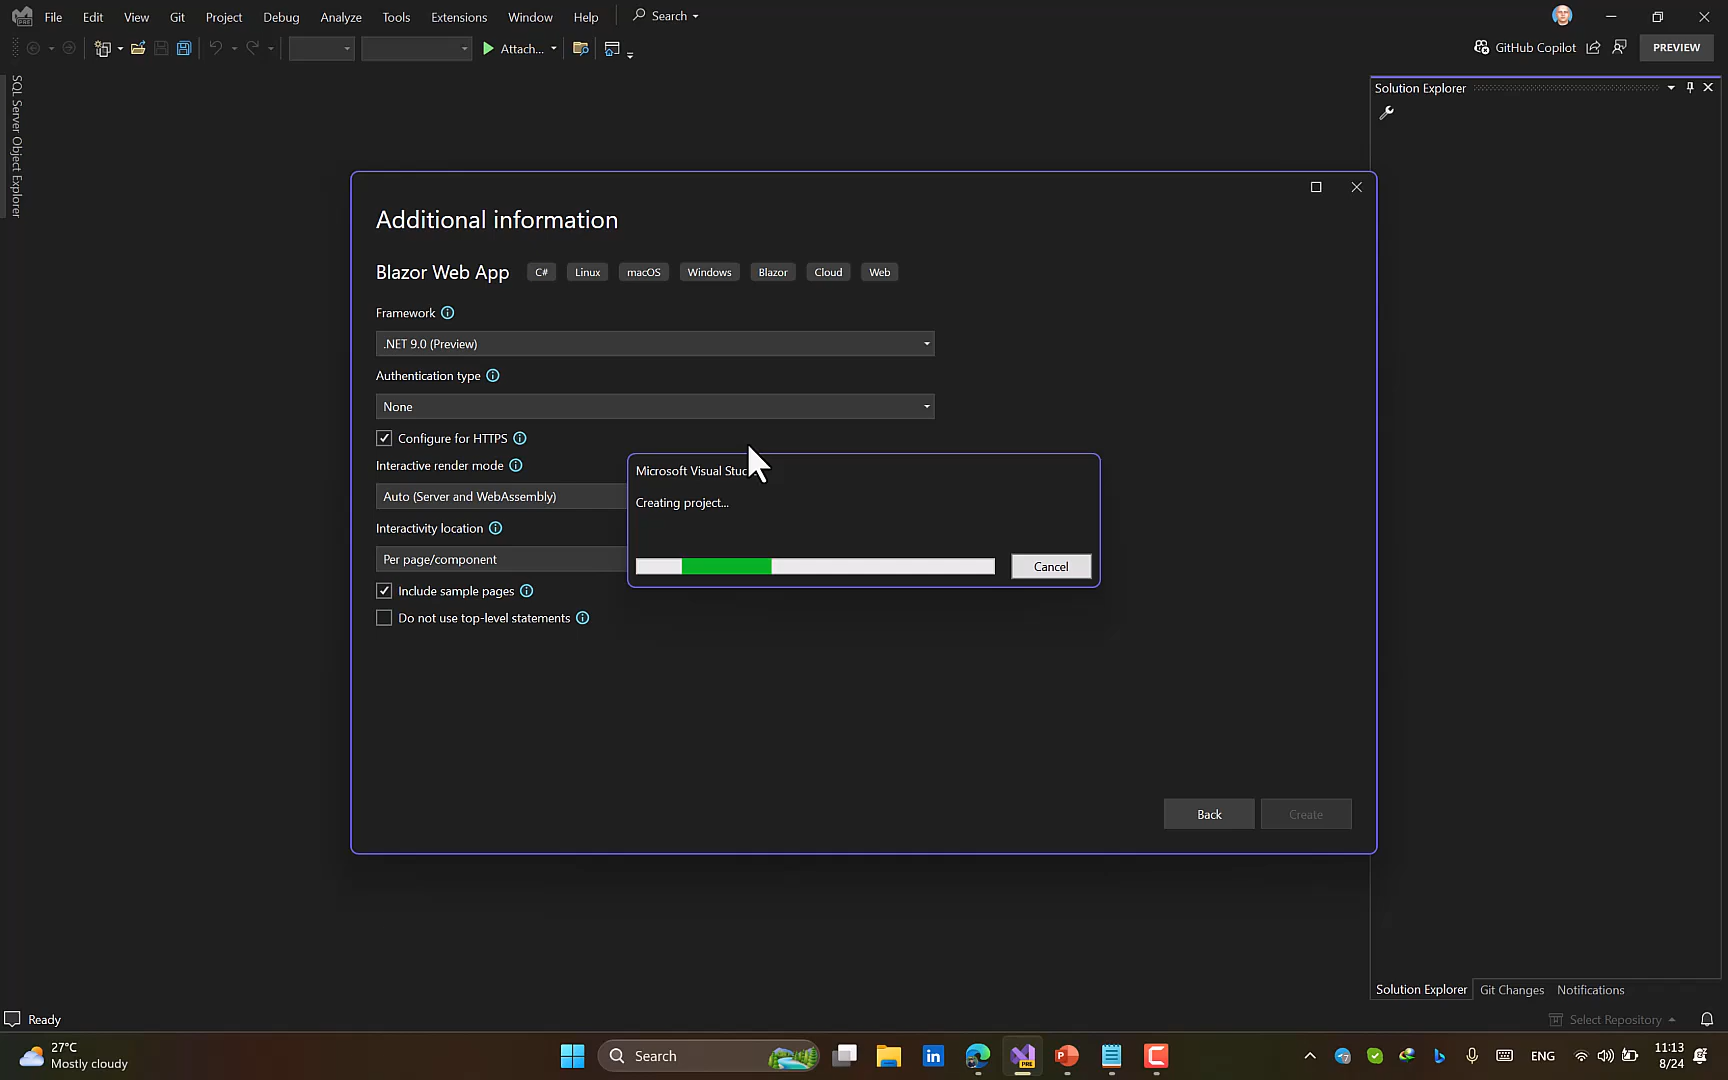 File Edit View Git Project Debug Analyze Tools Extensions Window Help Search
Attach...
GitHub Copilot
PREVIEW
SQL Server Object Explorer
Solution Explorer
Additional information
Blazor Web App C# Linux macOS Windows Blazor Cloud Web
Framework
.NET 9.0 (Preview)
Authentication type
None
Configure for HTTPS
Interactive render mode
Auto (Server and WebAssembly)
Interactivity location
Per page/component
Include sample pages
Do not use top-level statements
Microsoft Visual Stu
Creating project...
Cancel
Back Create
Solution Explorer Git Changes Notifications
Ready
Select Repository
27°C
Mostly cloudy
Search
ENG
11:13
8/24